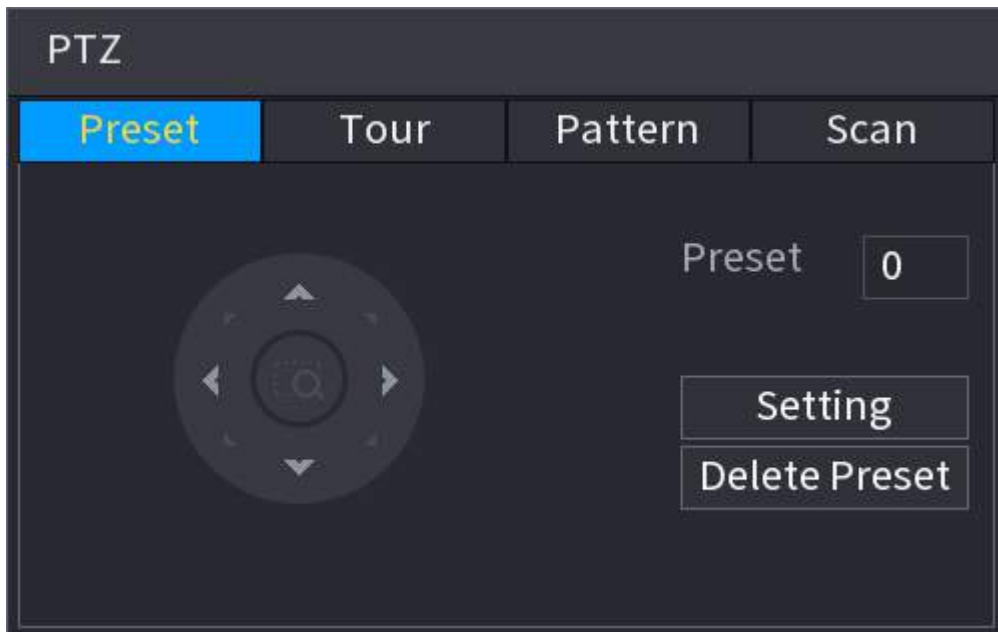 PTZ
Preset Tour Pattern Scan
Preset 0
Setting
Delete Preset